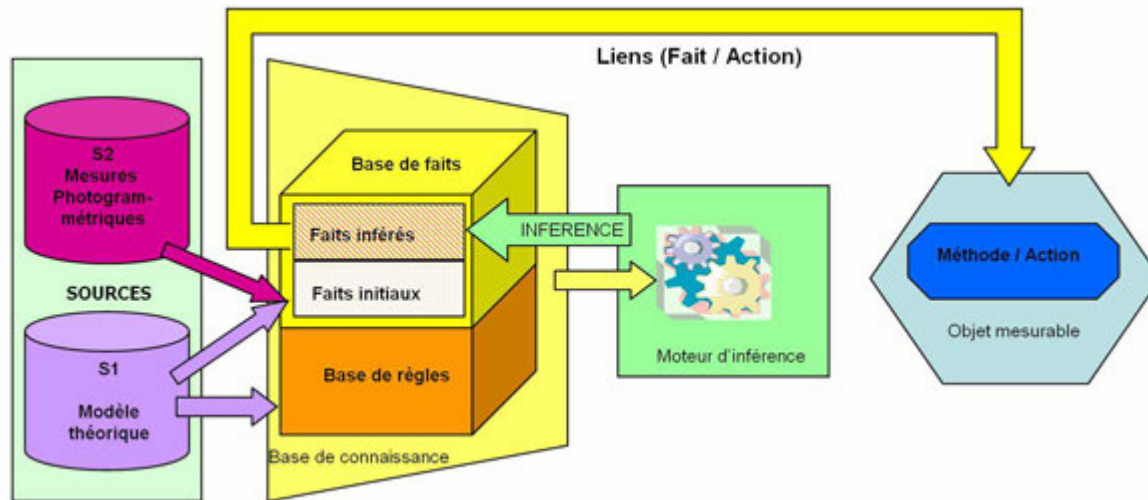 Liens (Fait / Action)
S2
Mesures
Photogram-
métriques
SOURCES
S1
Modèle
théorique
Base de faits
Faits inférés
Faits initiaux
Base de règles
Base de connaissance
INFERENCE
Moteur d'inférence
Méthode / Action
Objet mesurable